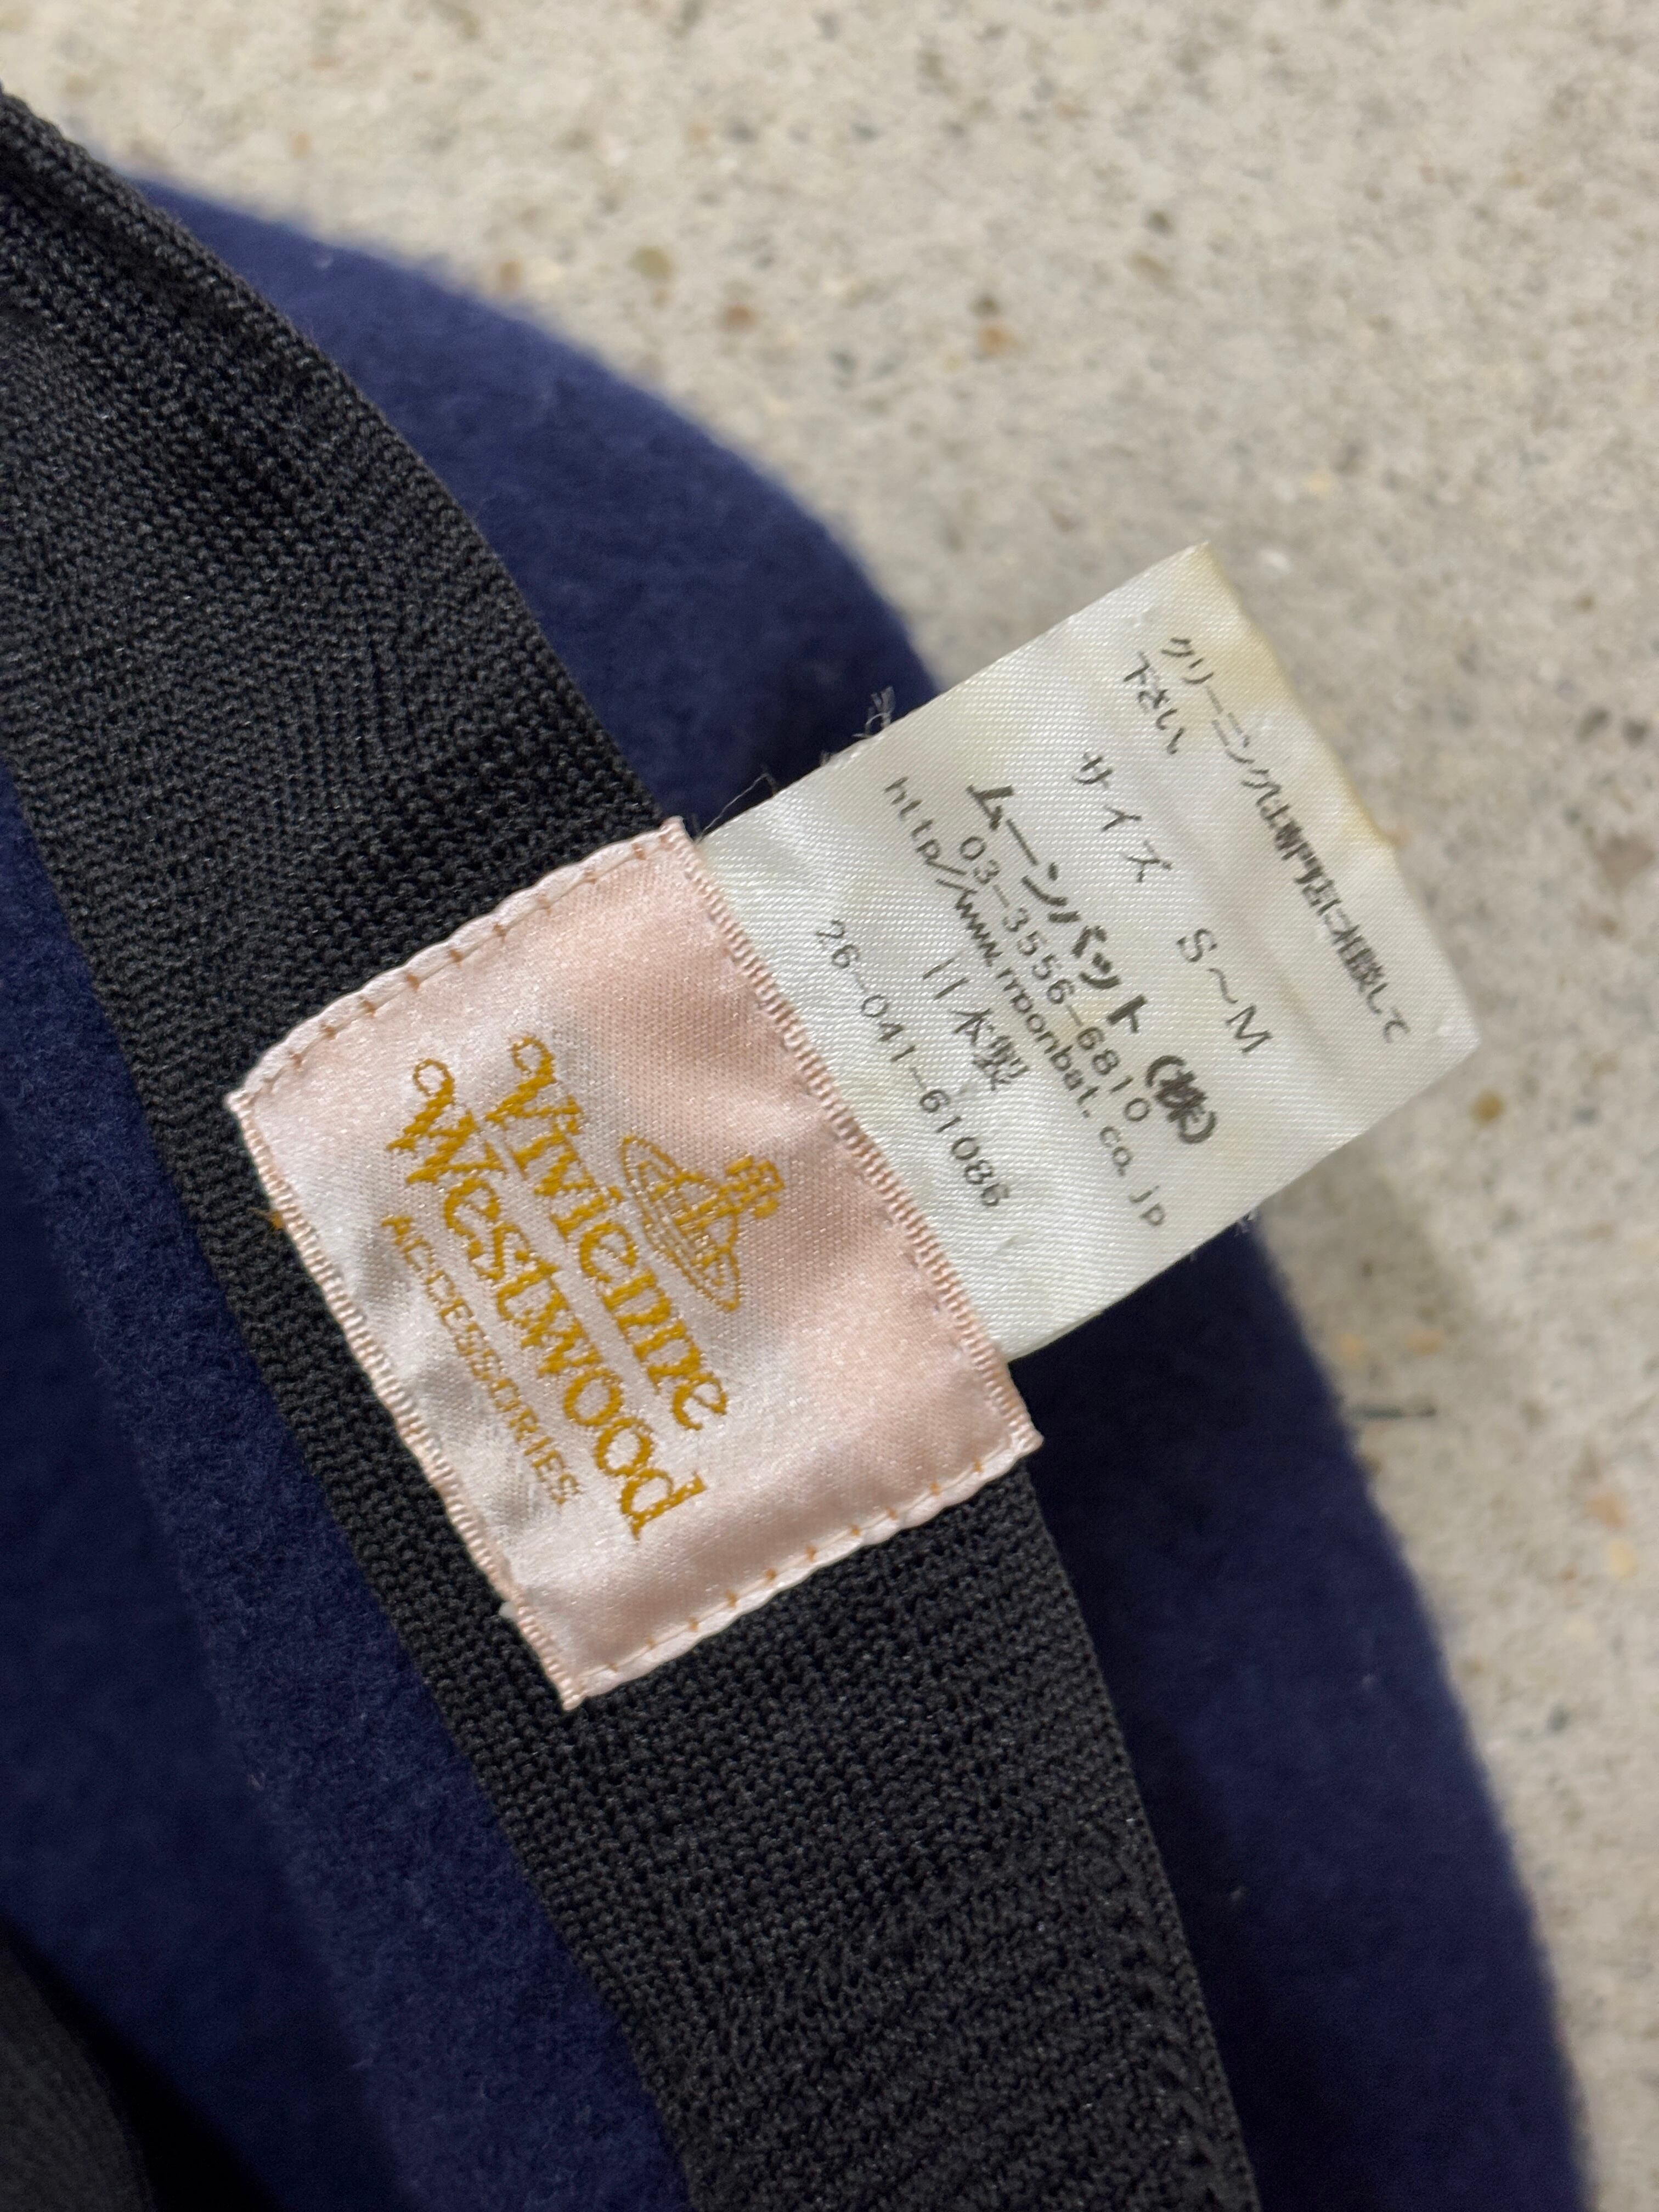 クリーニングは専門店に相談して
下さい
サイズ S〜M
ムーンバット(株)
03-3556-6810
http//www.moonbat.co.jp
日本製
26-041-61086
Vivienne
Westwood
ACCESSORIES